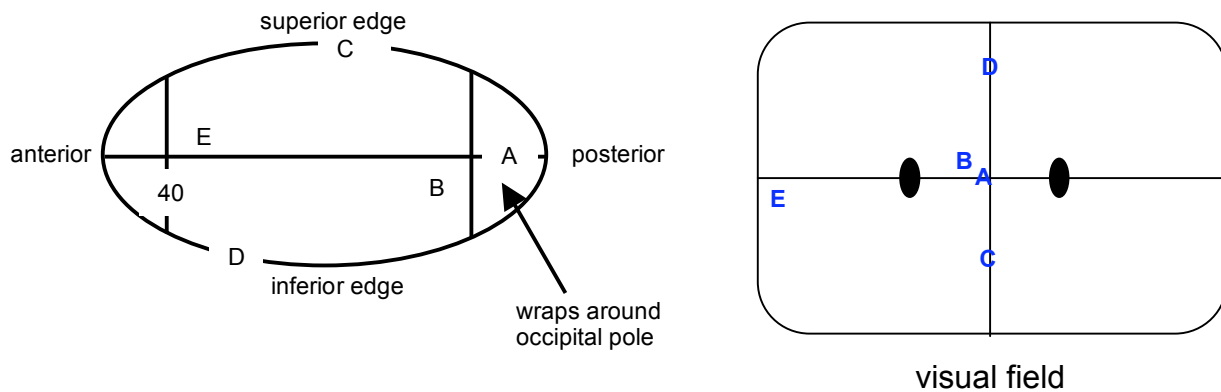 superior edge
C
E
anterior
A
posterior
40
B
D
inferior edge
wraps around
occipital pole
D
B
A
E
C
visual field